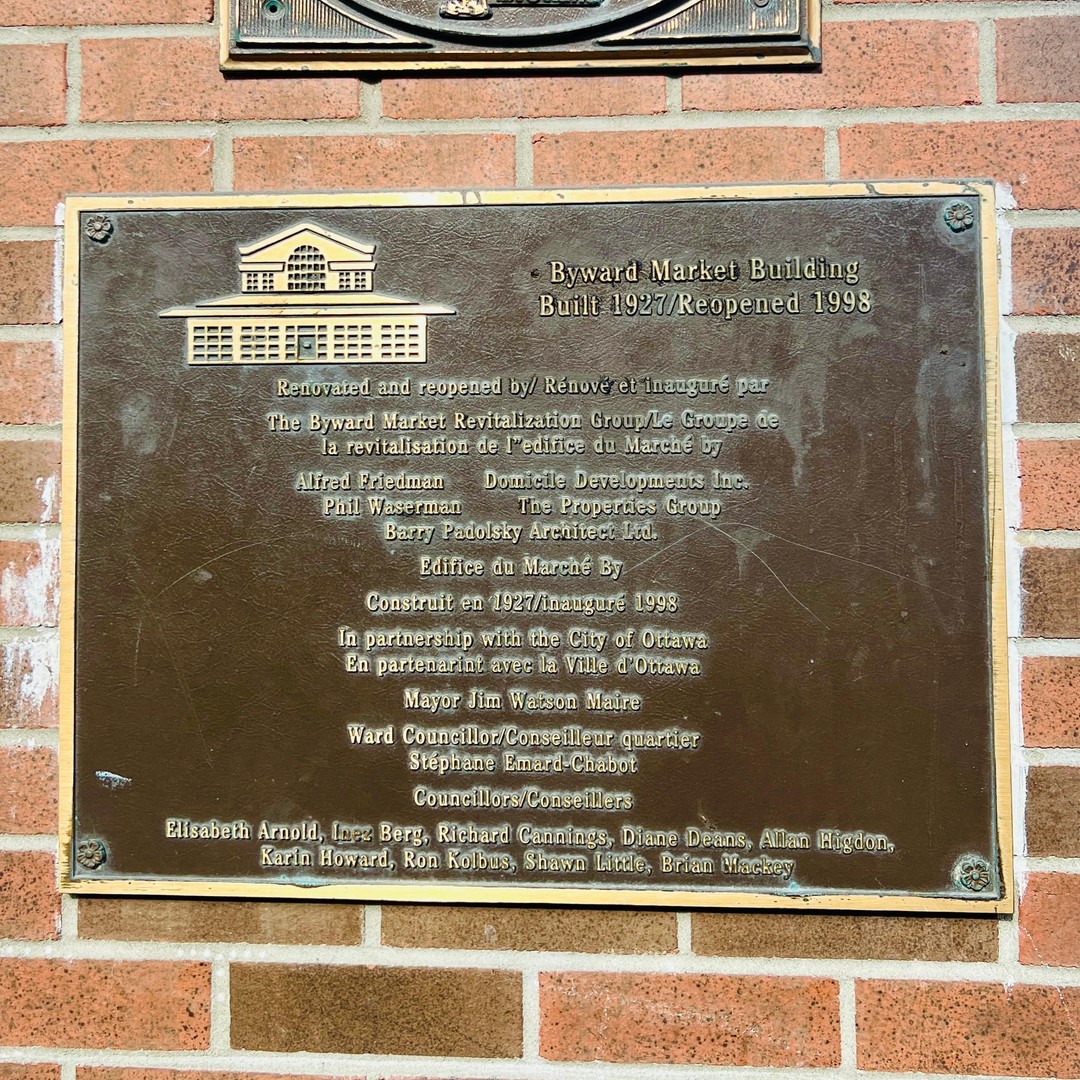 Byward Market Building
Built 1927/Reopened 1998
Renovated and reopened by/ Rénové et inauguré par
The Byward Market Revitalization Group/Le Groupe de
la revitalisation de l"edifice du Marché by
Alfred Friedman Domicile Developments Inc.
Phil Waserman The Properties Group
Barry Padolsky Architect Ltd.
Edifice du Marché By
Construit en 1927/inauguré 1998
In partnership with the City of Ottawa
En partenarint avec la Ville d'Ottawa
Mayor Jim Watson Maire
Ward Councillor/Conseilleur quartier
Stéphane Emard-Chabot
Councillors/Conseillers
Elisabeth Arnold, Inez Berg, Richard Cannings, Diane Deans, Allan Higdon,
Karin Howard, Ron Kolbus, Shawn Little, Brian Mackey